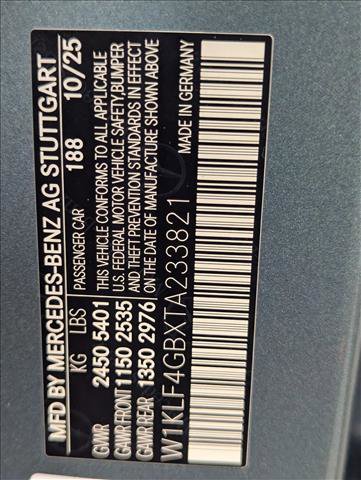 MFD BY MERCEDES-BENZ AG STUTTGART
KG LBS PASSENGER CAR 188 10/25
GVWR 2450 5401 THIS VEHICLE CONFORMS TO ALL APPLICABLE
GAWR FRONT 1150 2535 U.S. FEDERAL MOTOR VEHICLE SAFETY,BUMPER
GAWR REAR 1350 2976 AND THEFT PREVENTION STANDARDS IN EFFECT
ON THE DATE OF MANUFACTURE SHOWN ABOVE
W1KLF4GBXTA233821 MADE IN GERMANY